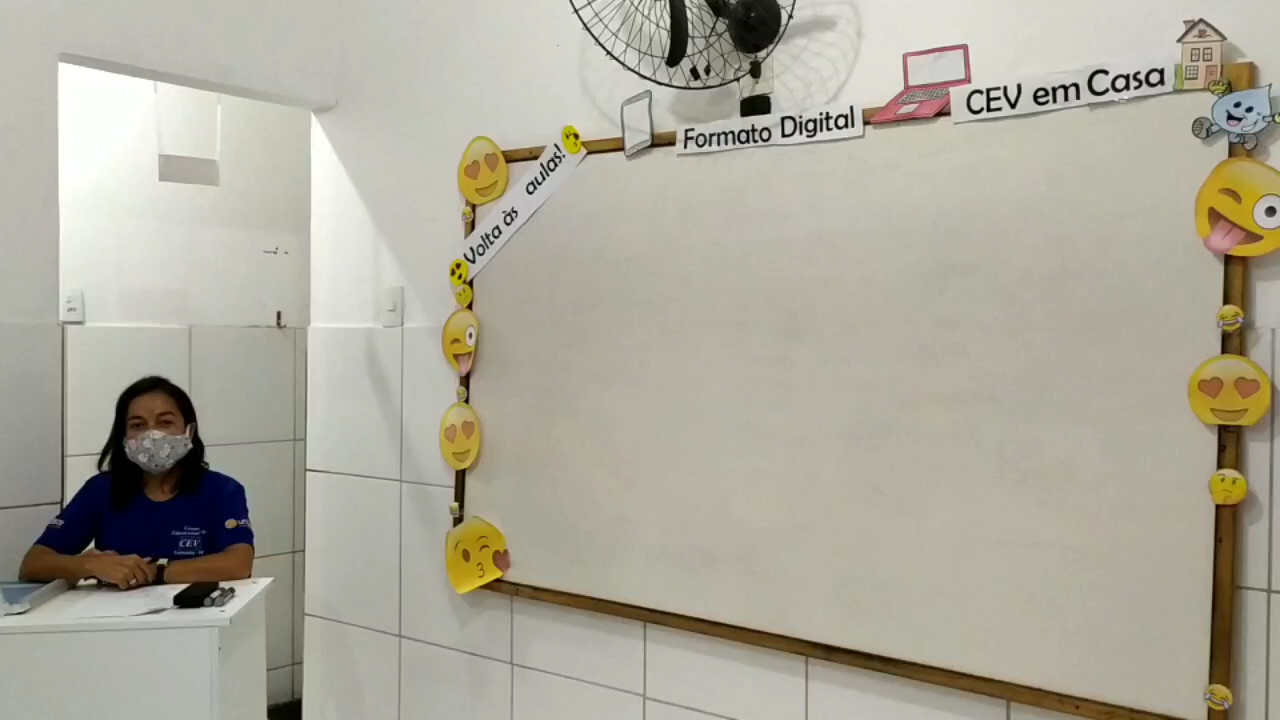 Volta às aulas!
Formato Digital
CEV em Casa
CEV